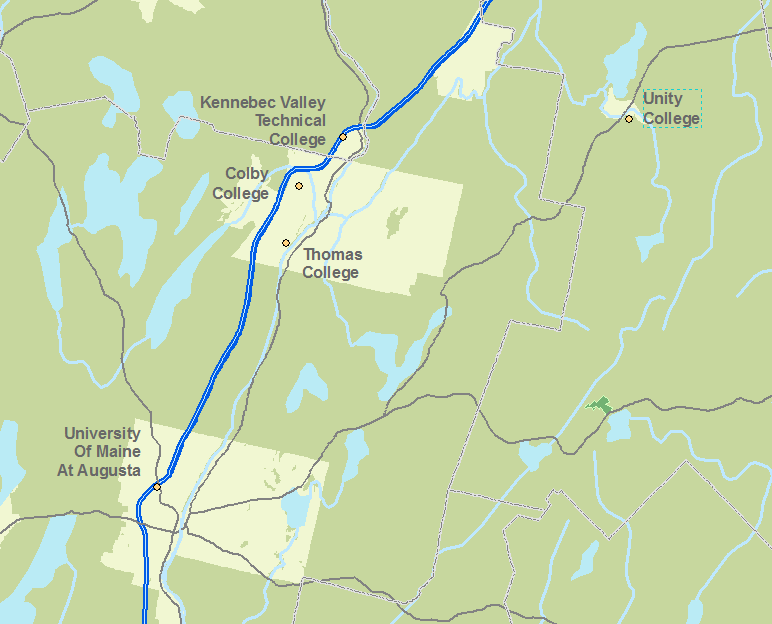 Kennebec Valley
Technical
College
Unity
College
Colby
College
Thomas
College
University
Of Maine
At Augusta